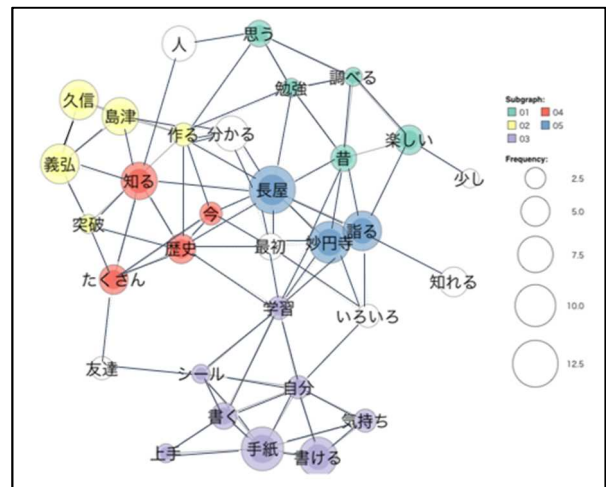 人
思う
勉強
調べる
久信
島津
作る
分かる
昔
楽しい
義弘
知る
長屋
少し
突破
今
歴史
最初
妙円寺
詣る
たくさん
知れる
学習
いろいろ
友達
シール
自分
書く
気持ち
上手
手紙
書ける
Subgraph:
01 04
02 05
03
Frequency:
2.5
5.0
7.5
10.0
12.5